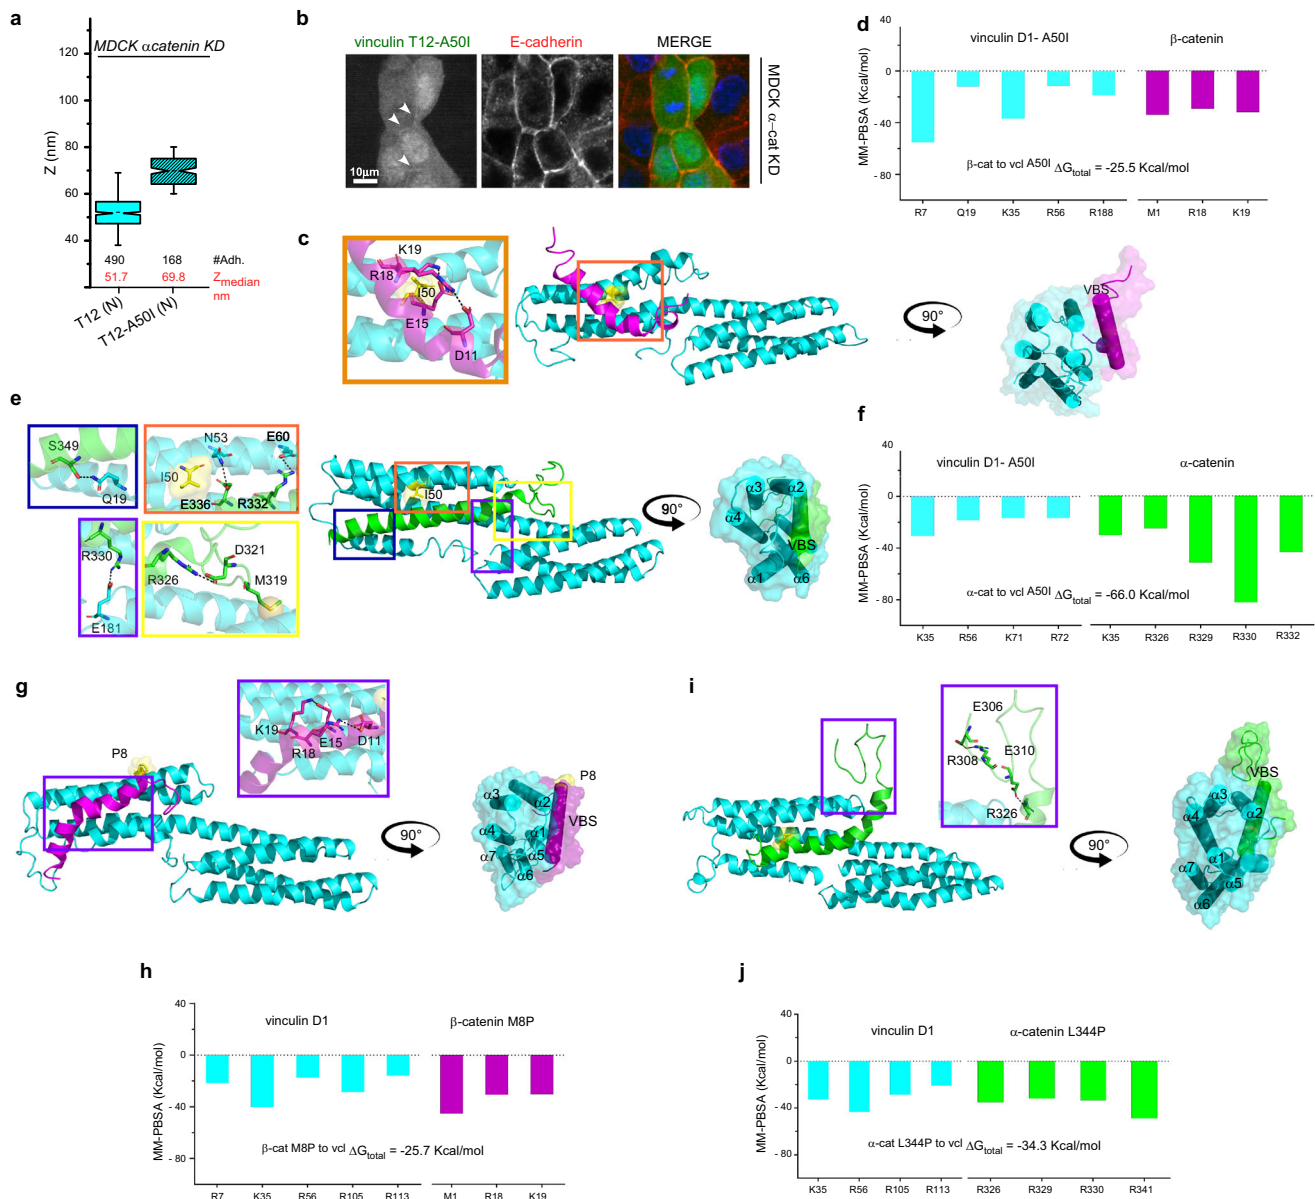 a
MDCK αcatenin KD
Z (nm)
120
100
80
60
40
490
168
#Adh.
51.7
69.8
Zmedian
nm
T12 (N)
T12-A50I (N)
b
vinculin T12-A50I
E-cadherin
MERGE
10µm
MDCK α-cat KD
c
K19
R18
I50
E15
D11
90°
VBS
d
vinculin D1- A50I
β-catenin
MM-PBSA (Kcal/mol)
40
0
- 40
- 80
β-cat to vcl A50I ΔGtotal = -25.5 Kcal/mol
R7 Q19 K35 R56 R188 M1 R18 K19
e
S349
Q19
N53
E60
I50
E336
R332
R330
E181
D321
R326
M319
I50
90°
α3
α2
α4
VBS
α1
α6
f
vinculin D1- A50I
α-catenin
MM-PBSA (Kcal/mol)
40
0
- 40
- 80
α-cat to vcl A50I ΔGtotal = -66.0 Kcal/mol
K35 R56 K71 R72 K35 R326 R329 R330 R332
g
K19
R18
E15
D11
P8
90°
P8
α3
α2
VBS
α4
α1
α7
α5
α6
i
E306
R308
E310
R326
90°
VBS
α2
α4
α1
α7
α5
α6
h
vinculin D1
β-catenin M8P
MM-PBSA (Kcal/mol)
40
0
- 40
- 80
β-cat M8P to vcl ΔGtotal = -25.7 Kcal/mol
R7 K35 R56 R105 R113 M1 R18 K19
j
vinculin D1
α-catenin L344P
MM-PBSA (Kcal/mol)
40
0
- 40
- 80
α-cat L344P to vcl ΔGtotal = -34.3 Kcal/mol
K35 R56 R105 R113 R326 R329 R330 R341